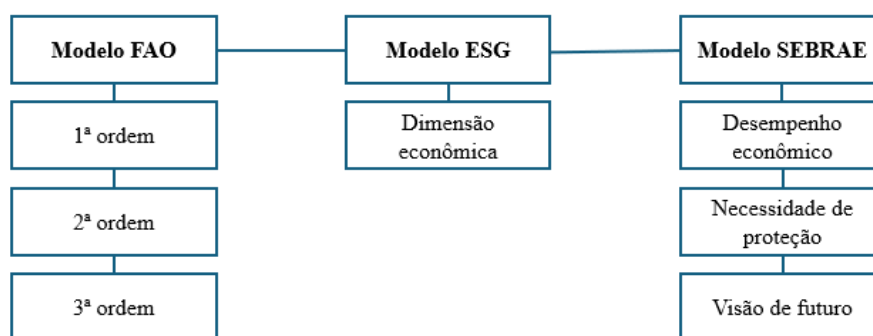 Modelo FAO
Modelo ESG
Modelo SEBRAE
1ª ordem
Dimensão
econômica
Desempenho
econômico
2ª ordem
Necessidade de
proteção
3ª ordem
Visão de futuro